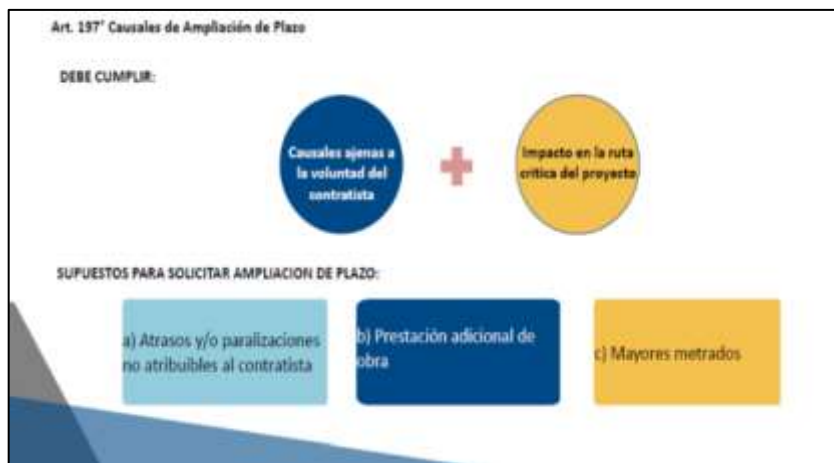 Art. 197° Causales de Ampliación de Plazo
DEBE CUMPLIR:
Causales ajenas a
la voluntad del
contratista
Impacto en la ruta
crítica del proyecto
SUPUESTOS PARA SOLICITAR AMPLIACION DE PLAZO:
a) Atrasos y/o paralizaciones
no atribuibles al contratista
b) Prestación adicional de
obra
c) Mayores metrados